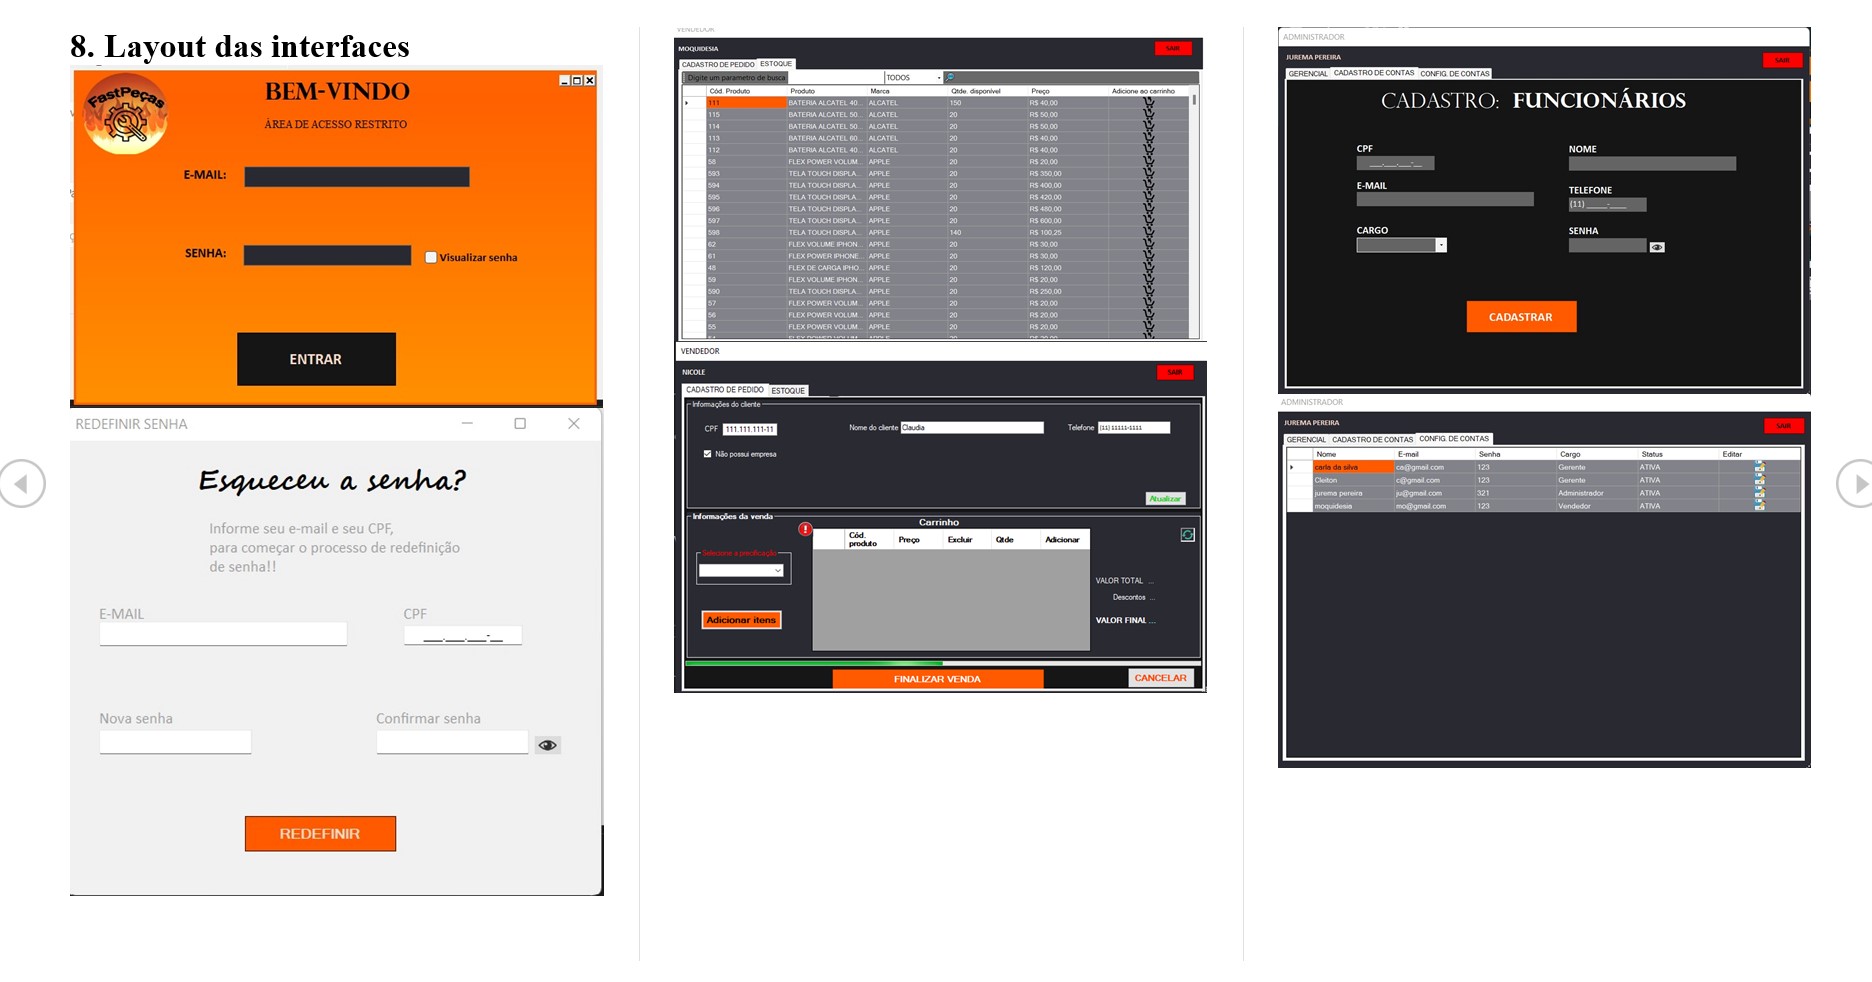 8. Layout das interfaces
FastPeças
BEM-VINDO
ÁREA DE ACESSO RESTRITO
E-MAIL:
SENHA:
Visualizar senha
ENTRAR
REDEFINIR SENHA
Esqueceu a senha?
Informe seu e-mail e seu CPF,
para começar o processo de redefinição
de senha!!
E-MAIL CPF
___.___.___-__
Nova senha Confirmar senha
REDEFINIR
VENDEDOR
MOQUIDESIA SAIR
CADASTRO DE PEDIDO ESTOQUE
Digite um parametro de busca TODOS
Cód. Produto Produto Marca Qtde. disponível Preço Adicione ao carrinho
111 BATERIA ALCATEL 40... ALCATEL 150 R$ 40,00
115 BATERIA ALCATEL 50... ALCATEL 20 R$ 50,00
114 BATERIA ALCATEL 50... ALCATEL 20 R$ 50,00
113 BATERIA ALCATEL 60... ALCATEL 20 R$ 40,00
112 BATERIA ALCATEL 40... ALCATEL 20 R$ 40,00
58 FLEX POWER VOLUM... APPLE 20 R$ 20,00
593 TELA TOUCH DISPLA... APPLE 20 R$ 350,00
594 TELA TOUCH DISPLA... APPLE 20 R$ 400,00
595 TELA TOUCH DISPLA... APPLE 20 R$ 420,00
596 TELA TOUCH DISPLA... APPLE 20 R$ 480,00
597 TELA TOUCH DISPLA... APPLE 20 R$ 600,00
598 TELA TOUCH DISPLA... APPLE 140 R$ 100,25
62 FLEX VOLUME IPHON... APPLE 20 R$ 30,00
61 FLEX POWER IPHONE... APPLE 20 R$ 30,00
48 FLEX DE CARGA IPHO... APPLE 20 R$ 120,00
59 FLEX VOLUME IPHON... APPLE 20 R$ 20,00
590 TELA TOUCH DISPLA... APPLE 20 R$ 250,00
57 FLEX POWER VOLUM... APPLE 20 R$ 20,00
56 FLEX POWER VOLUM... APPLE 20 R$ 20,00
55 FLEX POWER VOLUM... APPLE 20 R$ 20,00
VENDEDOR
NICOLE SAIR
CADASTRO DE PEDIDO ESTOQUE
Informações do cliente
CPF 111.111.111-11 Nome do cliente Claudia Telefone (11) 11111-1111
Não possui empresa
Atualizar
Informações da venda
Carrinho
Cód. produto Preço Excluir Qtde Adicionar
Selecione a precificação
VALOR TOTAL ...
Descontos ...
Adicionar itens VALOR FINAL ...
FINALIZAR VENDA CANCELAR
ADMINISTRADOR
JUREMA PEREIRA SAIR
GERENCIAL CADASTRO DE CONTAS CONFIG. DE CONTAS
CADASTRO: FUNCIONÁRIOS
CPF NOME
___.___.___-__
E-MAIL TELEFONE
(11) _____-____
CARGO SENHA
CADASTRAR
ADMINISTRADOR
JUREMA PEREIRA SAIR
GERENCIAL CADASTRO DE CONTAS CONFIG. DE CONTAS
Nome E-mail Senha Cargo Status Editar
carla da silva ca@gmail.com 123 Gerente ATIVA
Cleiton c@gmail.com 123 Gerente ATIVA
jurema pereira ju@gmail.com 321 Administrador ATIVA
moquidesia mo@gmail.com 123 Vendedor ATIVA